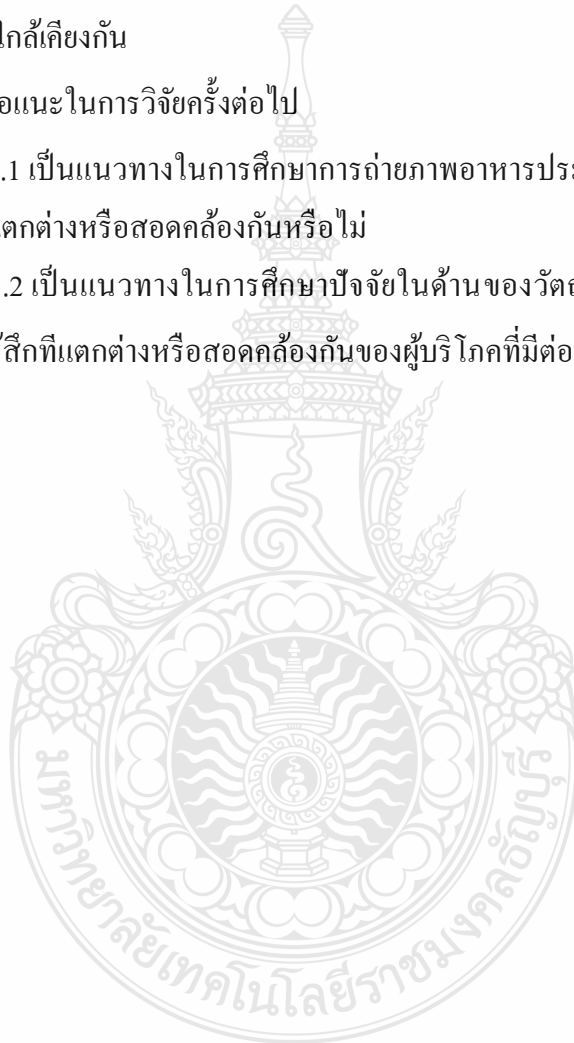 ใกล้เคียงกัน
อแนะในการวิจัยครั้งต่อไป
.1 เป็นแนวทางในการศึกษาการถ่ายภาพอาหารประ
แตกต่างหรือสอดคล้องกันหรือไม่
.2 เป็นแนวทางในการศึกษาปัจจัยในด้านของวัตถ
สึกทีแตกต่างหรือสอดคล้องกันของผู้บริโภคที่มีต่อ
มหาวิทยาลัยเทคโนโลยีราชมงคลธัญบุรี